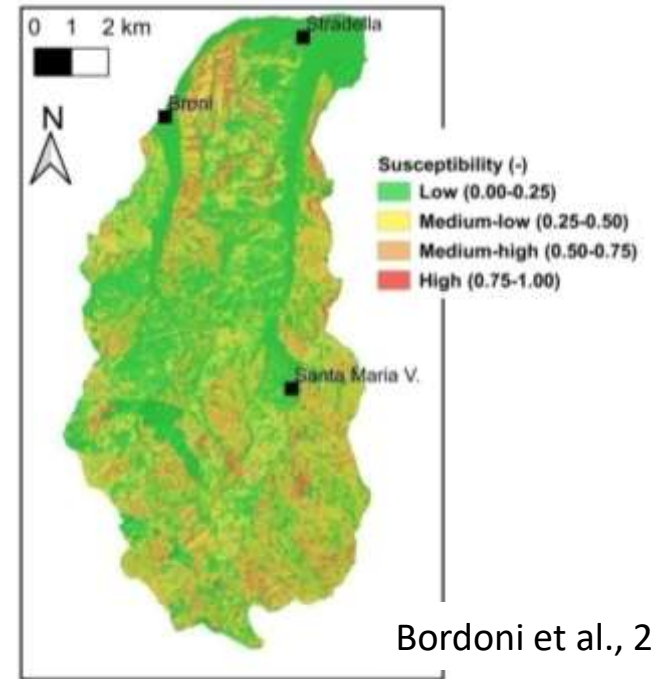 0 1 2 km
Stradella
Broni
N
Susceptibility (-)
Low (0.00-0.25)
Medium-low (0.25-0.50)
Medium-high (0.50-0.75)
High (0.75-1.00)
Santa Maria V.
Bordoni et al., 2